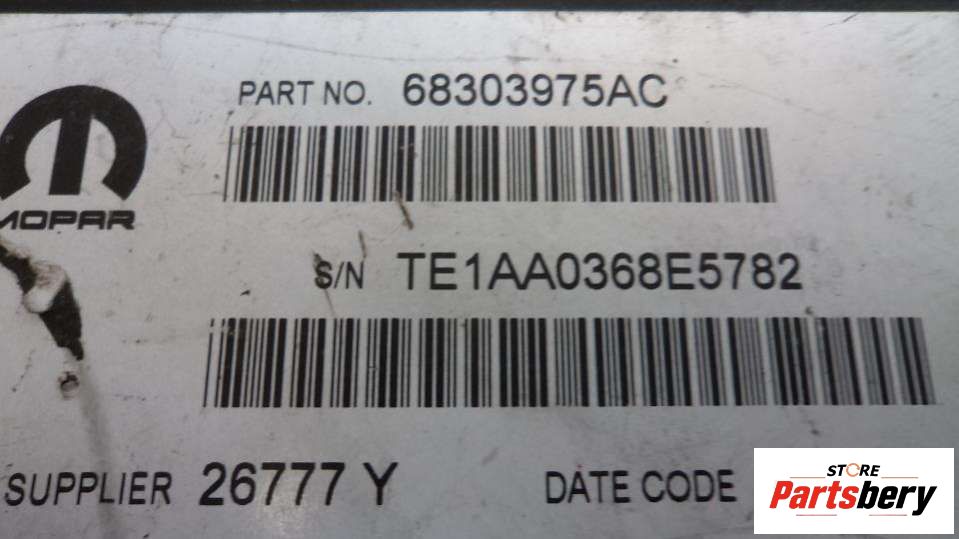 PART NO. 68303975AC
MOPAR
S/N TE1AA0368E5782
SUPPLIER 26777 Y DATE CODE
STORE
Partsbery